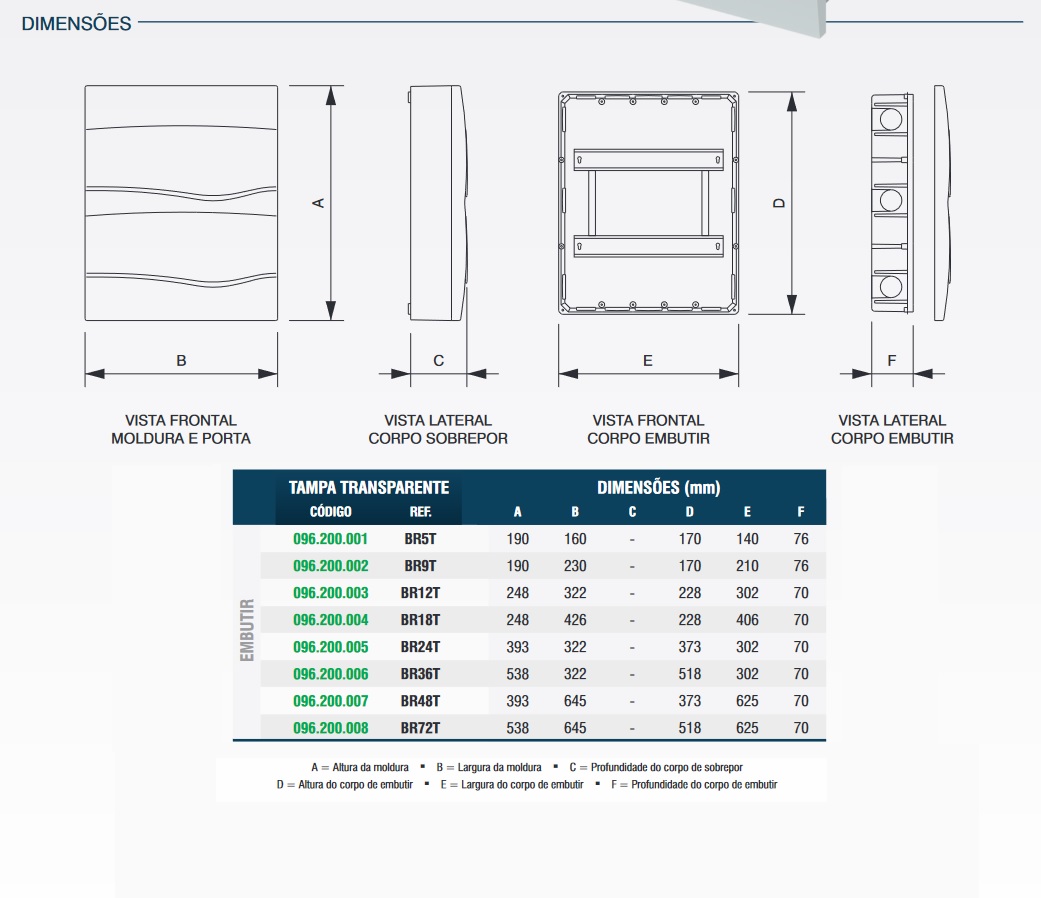 DIMENSÕES
A
D
B
C
E
F
VISTA FRONTAL
MOLDURA E PORTA
VISTA LATERAL
CORPO SOBREPOR
VISTA FRONTAL
CORPO EMBUTIR
VISTA LATERAL
CORPO EMBUTIR
TAMPA TRANSPARENTE DIMENSÕES (mm)
CÓDIGO REF. A B C D E F
EMBUTIR
096.200.001 BR5T 190 160 - 170 140 76
096.200.002 BR9T 190 230 - 170 210 76
096.200.003 BR12T 248 322 - 228 302 70
096.200.004 BR18T 248 426 - 228 406 70
096.200.005 BR24T 393 322 - 373 302 70
096.200.006 BR36T 538 322 - 518 302 70
096.200.007 BR48T 393 645 - 373 625 70
096.200.008 BR72T 538 645 - 518 625 70
A = Altura da moldura ▪ B = Largura da moldura ▪ C = Profundidade do corpo de sobrepor
D = Altura do corpo de embutir ▪ E = Largura do corpo de embutir ▪ F = Profundidade do corpo de embutir